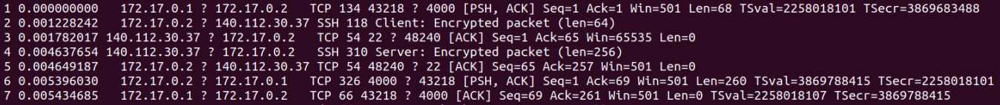 1 0.000000000 172.17.0.1 ? 172.17.0.2 TCP 134 43218 ? 4000 [PSH, ACK] Seq=1 Ack=1 Win=501 Len=68 TSval=2258018101 TSecr=3869683488
2 0.001228242 172.17.0.2 ? 140.112.30.37 SSH 118 Client: Encrypted packet (len=64)
3 0.001782017 140.112.30.37 ? 172.17.0.2 TCP 54 22 ? 48240 [ACK] Seq=1 Ack=65 Win=65535 Len=0
4 0.004637654 140.112.30.37 ? 172.17.0.2 SSH 310 Server: Encrypted packet (len=256)
5 0.004649187 172.17.0.2 ? 140.112.30.37 TCP 54 48240 ? 22 [ACK] Seq=65 Ack=257 Win=501 Len=0
6 0.005396030 172.17.0.2 ? 172.17.0.1 TCP 326 4000 ? 43218 [PSH, ACK] Seq=1 Ack=69 Win=501 Len=260 TSval=3869788415 TSecr=2258018101
7 0.005434685 172.17.0.1 ? 172.17.0.2 TCP 66 43218 ? 4000 [ACK] Seq=69 Ack=261 Win=501 Len=0 TSval=2258018107 TSecr=3869788415